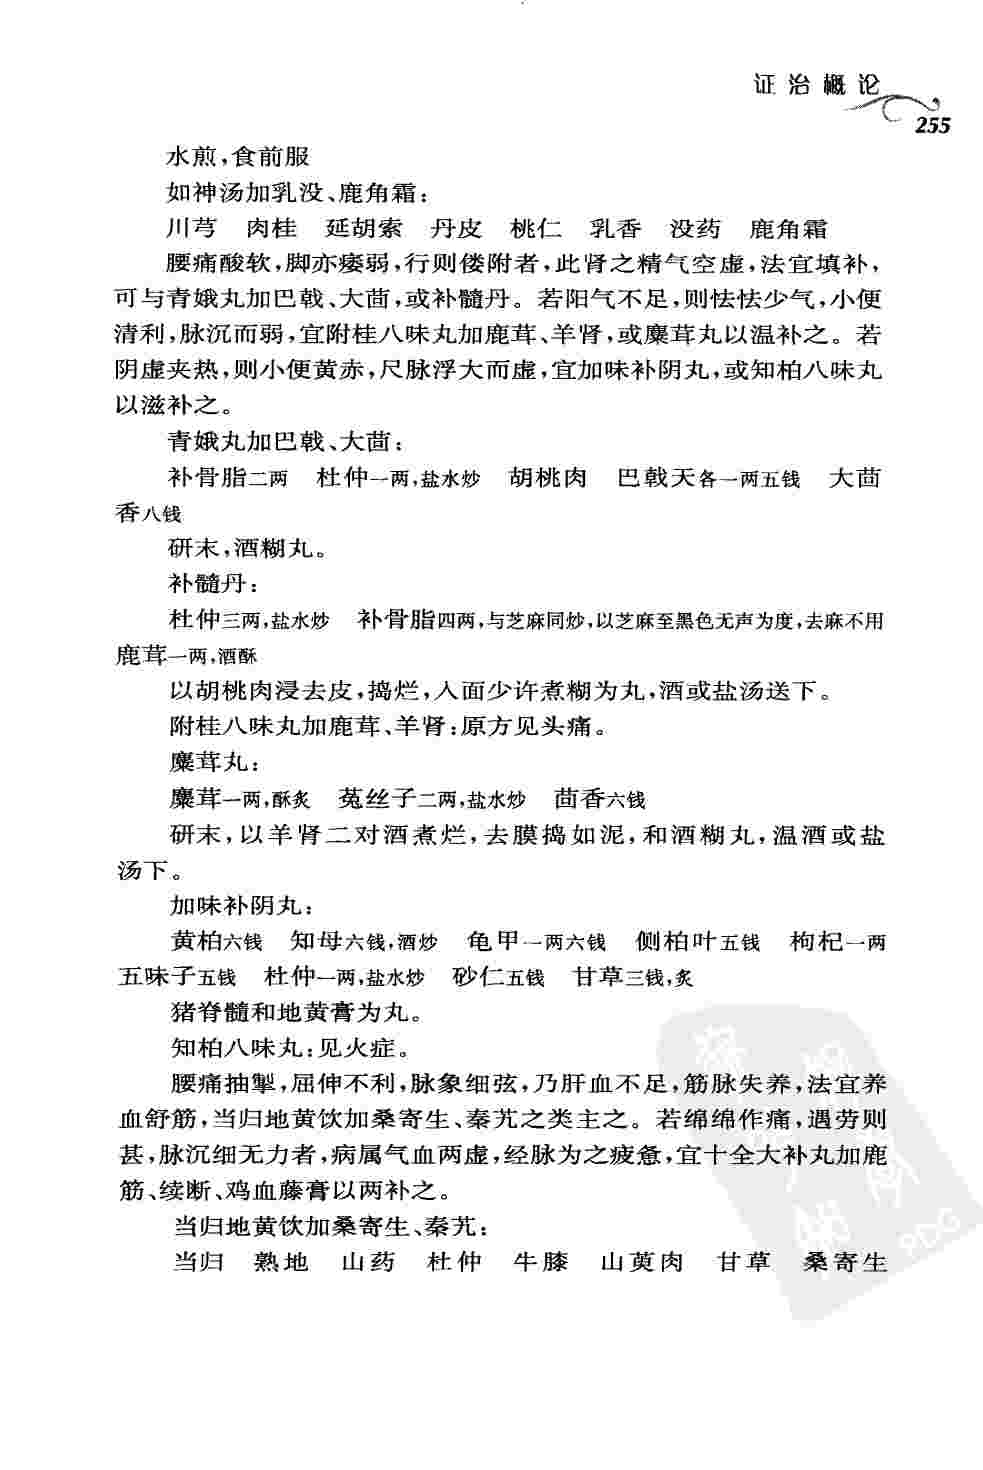 证治概论
255
水煎,食前服
如神汤加乳没、鹿角霜:
川芎 肉桂 延胡索 丹皮 桃仁 乳香 没药 鹿角霜
腰痛酸软,脚亦痿弱,行则偻附者,此肾之精气空虚,法宜填补,
可与青娥丸加巴戟、大茴,或补髓丹。若阳气不足,则怯怯少气,小便
清利,脉沉而弱,宜附桂八味丸加鹿茸、羊肾,或麋茸丸以温补之。若
阴虚夹热,则小便黄赤,尺脉浮大而虚,宜加味补阴丸,或知柏八味丸
以滋补之。
青娥丸加巴戟、大茴:
补骨脂二两 杜仲一两,盐水炒 胡桃肉 巴戟天各一两五钱 大茴
香八钱
研末,酒糊丸。
补髓丹:
杜仲三两,盐水炒 补骨脂四两,与芝麻同炒,以芝麻至黑色无声为度,去麻不用
鹿茸一两,酒酥
以胡桃肉浸去皮,捣烂,入面少许煮糊为丸,酒或盐汤送下。
附桂八味丸加鹿茸、羊肾:原方见头痛。
麋茸丸:
麋茸一两,酥炙 菟丝子二两,盐水炒 茴香六钱
研末,以羊肾二对酒煮烂,去膜捣如泥,和酒糊丸,温酒或盐
汤下。
加味补阴丸:
黄柏六钱 知母六钱,酒炒 龟甲一两六钱 侧柏叶五钱 枸杞一两
五味子五钱 杜仲一两,盐水炒 砂仁五钱 甘草三钱,炙
猪脊髓和地黄膏为丸。
知柏八味丸:见火症。
腰痛抽掣,屈伸不利,脉象细弦,乃肝血不足,筋脉失养,法宜养
血舒筋,当归地黄饮加桑寄生、秦艽之类主之。若绵绵作痛,遇劳则
甚,脉沉细无力者,病属气血两虚,经脉为之疲惫,宜十全大补丸加鹿
筋、续断、鸡血藤膏以两补之。
当归地黄饮加桑寄生、秦艽:
当归 熟地 山药 杜仲 牛膝 山萸肉 甘草 桑寄生
PDG